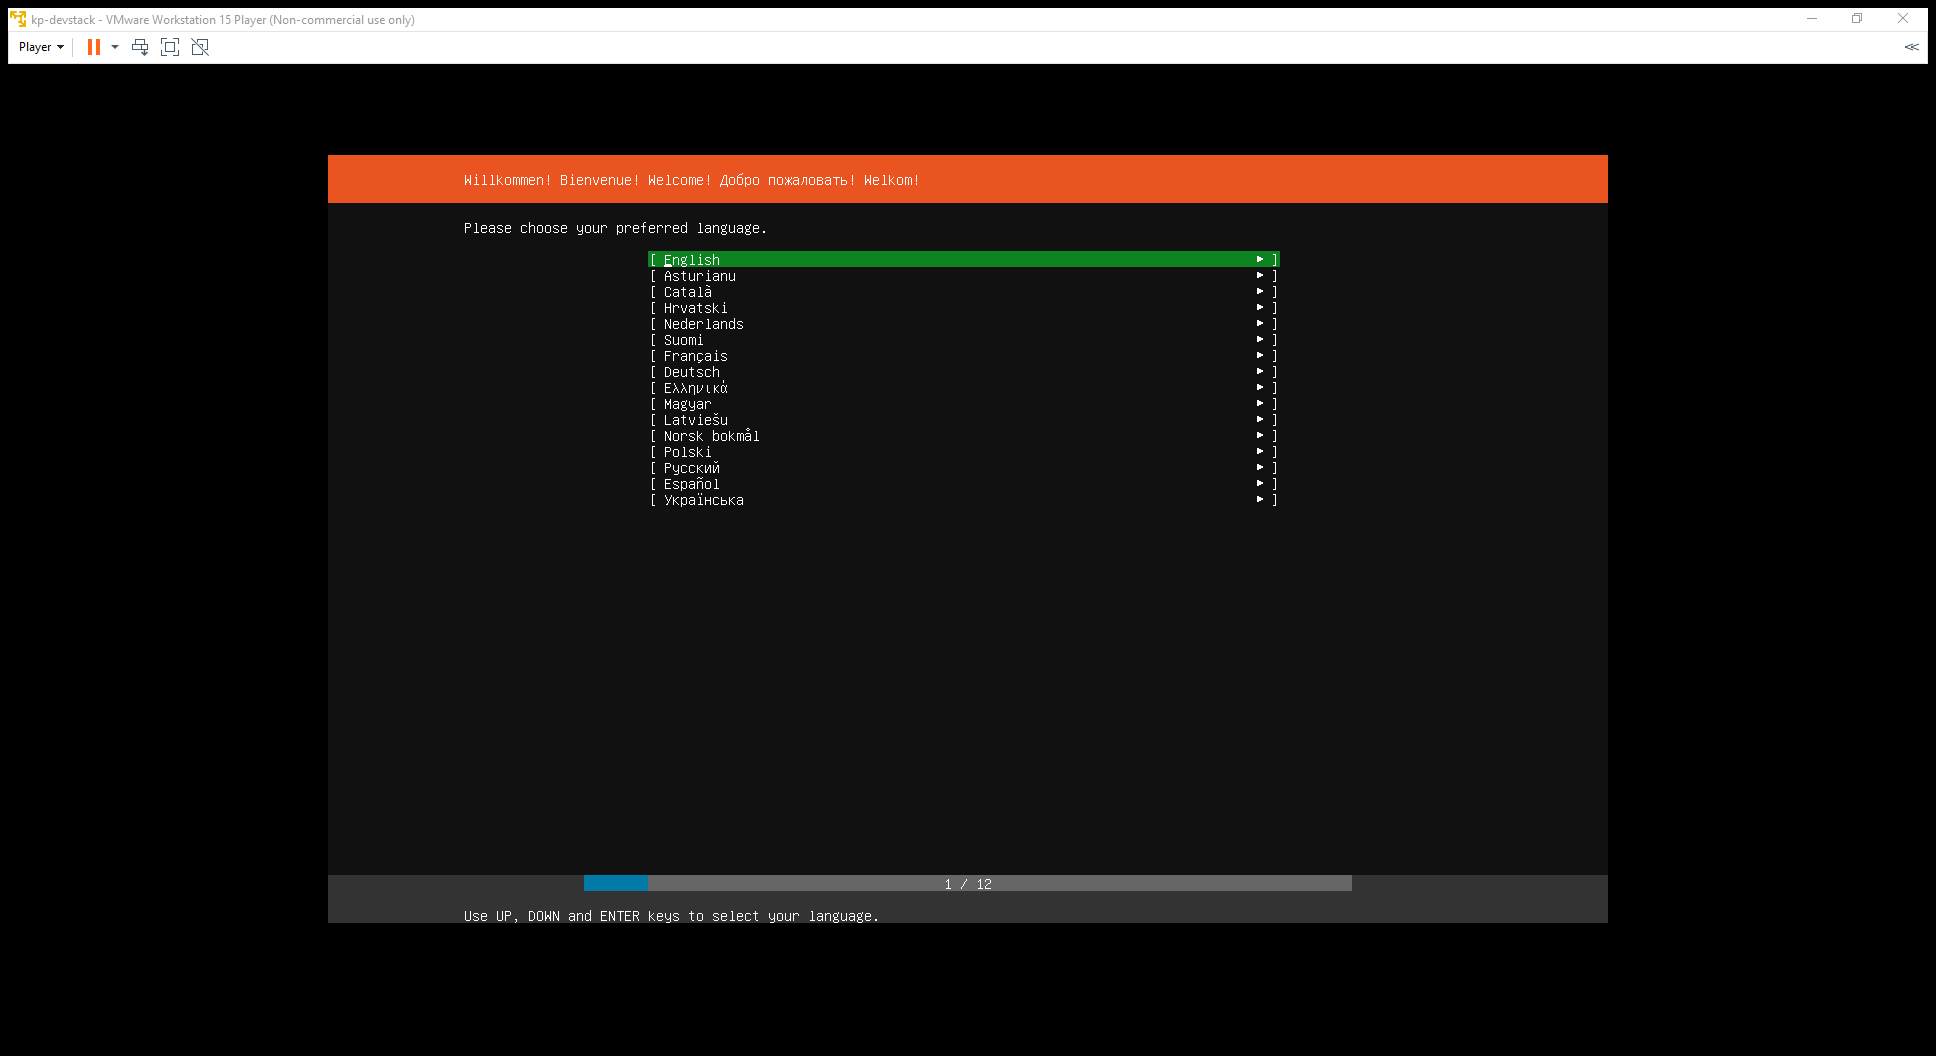 kp-devstack - VMware Workstation 15 Player (Non-commercial use only)
Player
Willkommen! Bienvenue! Welcome! Добро пожаловать! Welkom!
Please choose your preferred language.
[ English ▸ ]
[ Asturianu ▸ ]
[ Català ▸ ]
[ Hrvatski ▸ ]
[ Nederlands ▸ ]
[ Suomi ▸ ]
[ Français ▸ ]
[ Deutsch ▸ ]
[ Ελληνικά ▸ ]
[ Magyar ▸ ]
[ Latviešu ▸ ]
[ Norsk bokmål ▸ ]
[ Polski ▸ ]
[ Русский ▸ ]
[ Español ▸ ]
[ Українська ▸ ]
1 / 12
Use UP, DOWN and ENTER keys to select your language.